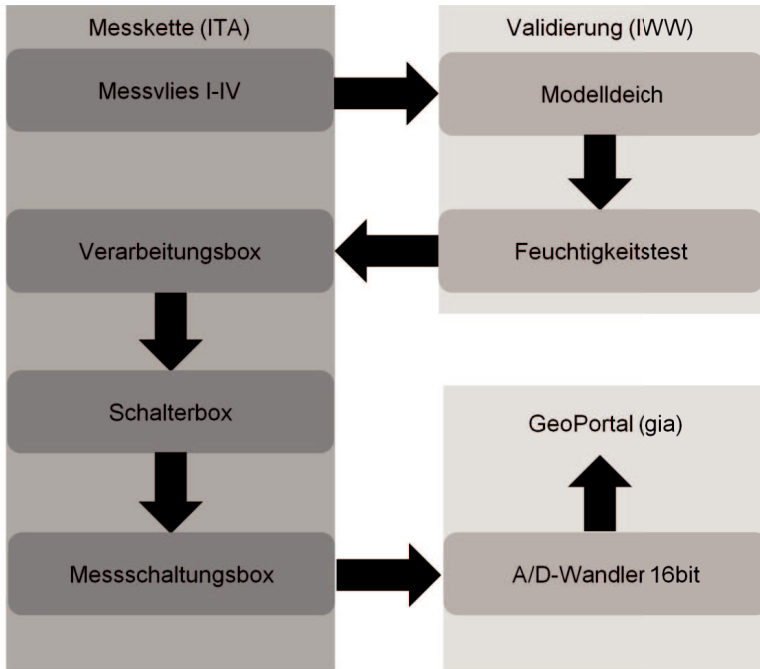 Messkette (ITA)
Messvlies I-IV
Validierung (IWW)
Modelldeich
Feuchtigkeitstest
Verarbeitungsbox
Schalterbox
Messschaltungsbox
A/D-Wandler 16bit
GeoPortal (gia)